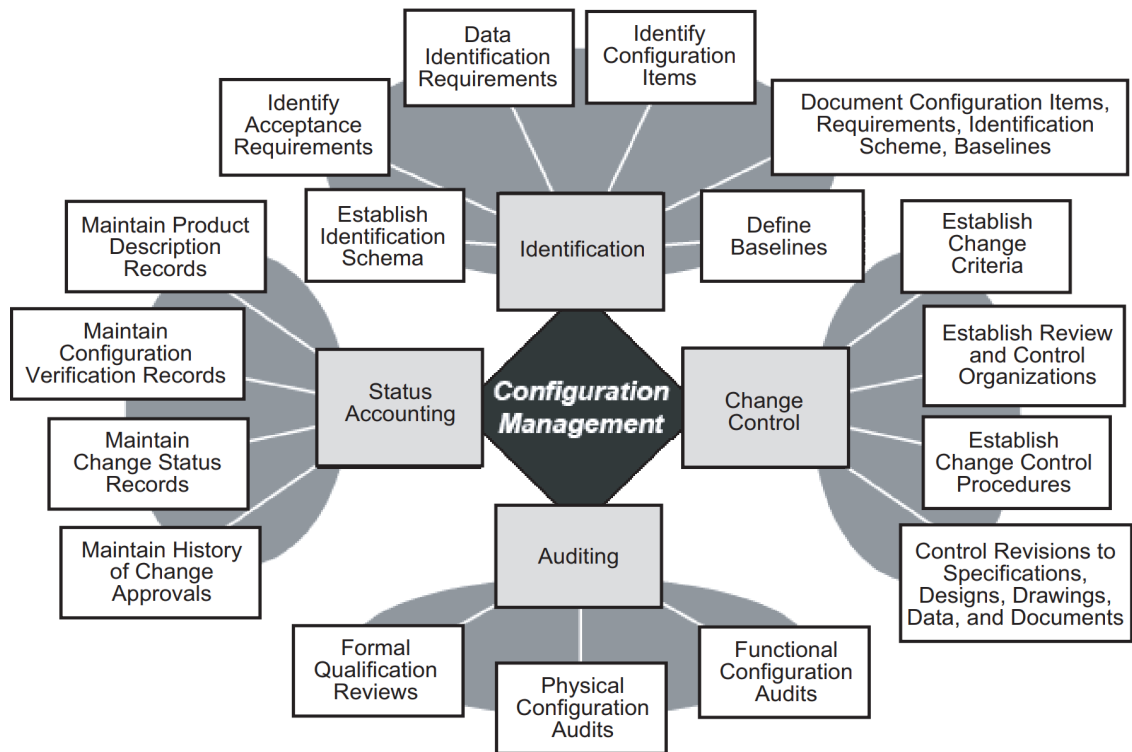 Data
Identification
Requirements
Identify
Configuration
Items
Identify
Acceptance
Requirements
Document Configuration Items,
Requirements, Identification
Scheme, Baselines
Establish
Identification
Schema
Identification
Define
Baselines
Maintain Product
Description
Records
Maintain
Configuration
Verification Records
Maintain
Change Status
Records
Maintain History
of Change
Approvals
Status
Accounting
Configuration
Management
Change
Control
Establish
Change
Criteria
Establish Review
and Control
Organizations
Establish
Change Control
Procedures
Control Revisions to
Specifications,
Designs, Drawings,
Data, and Documents
Auditing
Formal
Qualification
Reviews
Physical
Configuration
Audits
Functional
Configuration
Audits